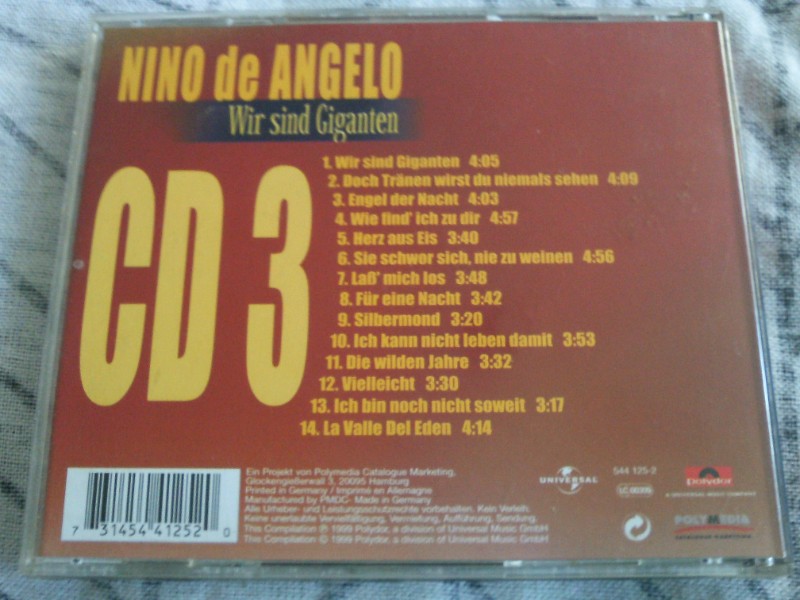 NINO de ANGELO
Wir sind Giganten
CD 3
1. Wir sind Giganten 4:05
2. Doch Tränen wirst du niemals sehen 4:09
3. Engel der Nacht 4:03
4. Wie find' ich zu dir 4:57
5. Herz aus Eis 3:40
6. Sie schwor sich, nie zu weinen 4:56
7. Laß' mich los 3:48
8. Für eine Nacht 3:42
9. Silbermond 3:20
10. Ich kann nicht leben damit 3:53
11. Die wilden Jahre 3:32
12. Vielleicht 3:30
13. Ich bin noch nicht soweit 3:17
14. La Valle Del Eden 4:14
Ein Projekt von Polymedia Catalogue Marketing,
Glockengießerwall 3, 20095 Hamburg
Printed in Germany / Imprimé en Allemagne
Manufactured by PMDC- Made in Germany
Alle Urheber- und Leistungsschutzrechte vorbehalten. Kein Verleih.
Keine unerlaubte Vervielfältigung, Vermietung, Aufführung, Sendung.
This Compilation ℗ 1999 Polydor, a division of Universal Music GmbH
This Compilation © 1999 Polydor, a division of Universal Music GmbH
7 31454 41252 0
UNIVERSAL
544 125-2
polydor
A UNIVERSAL MUSIC COMPANY
POLYMEDIA